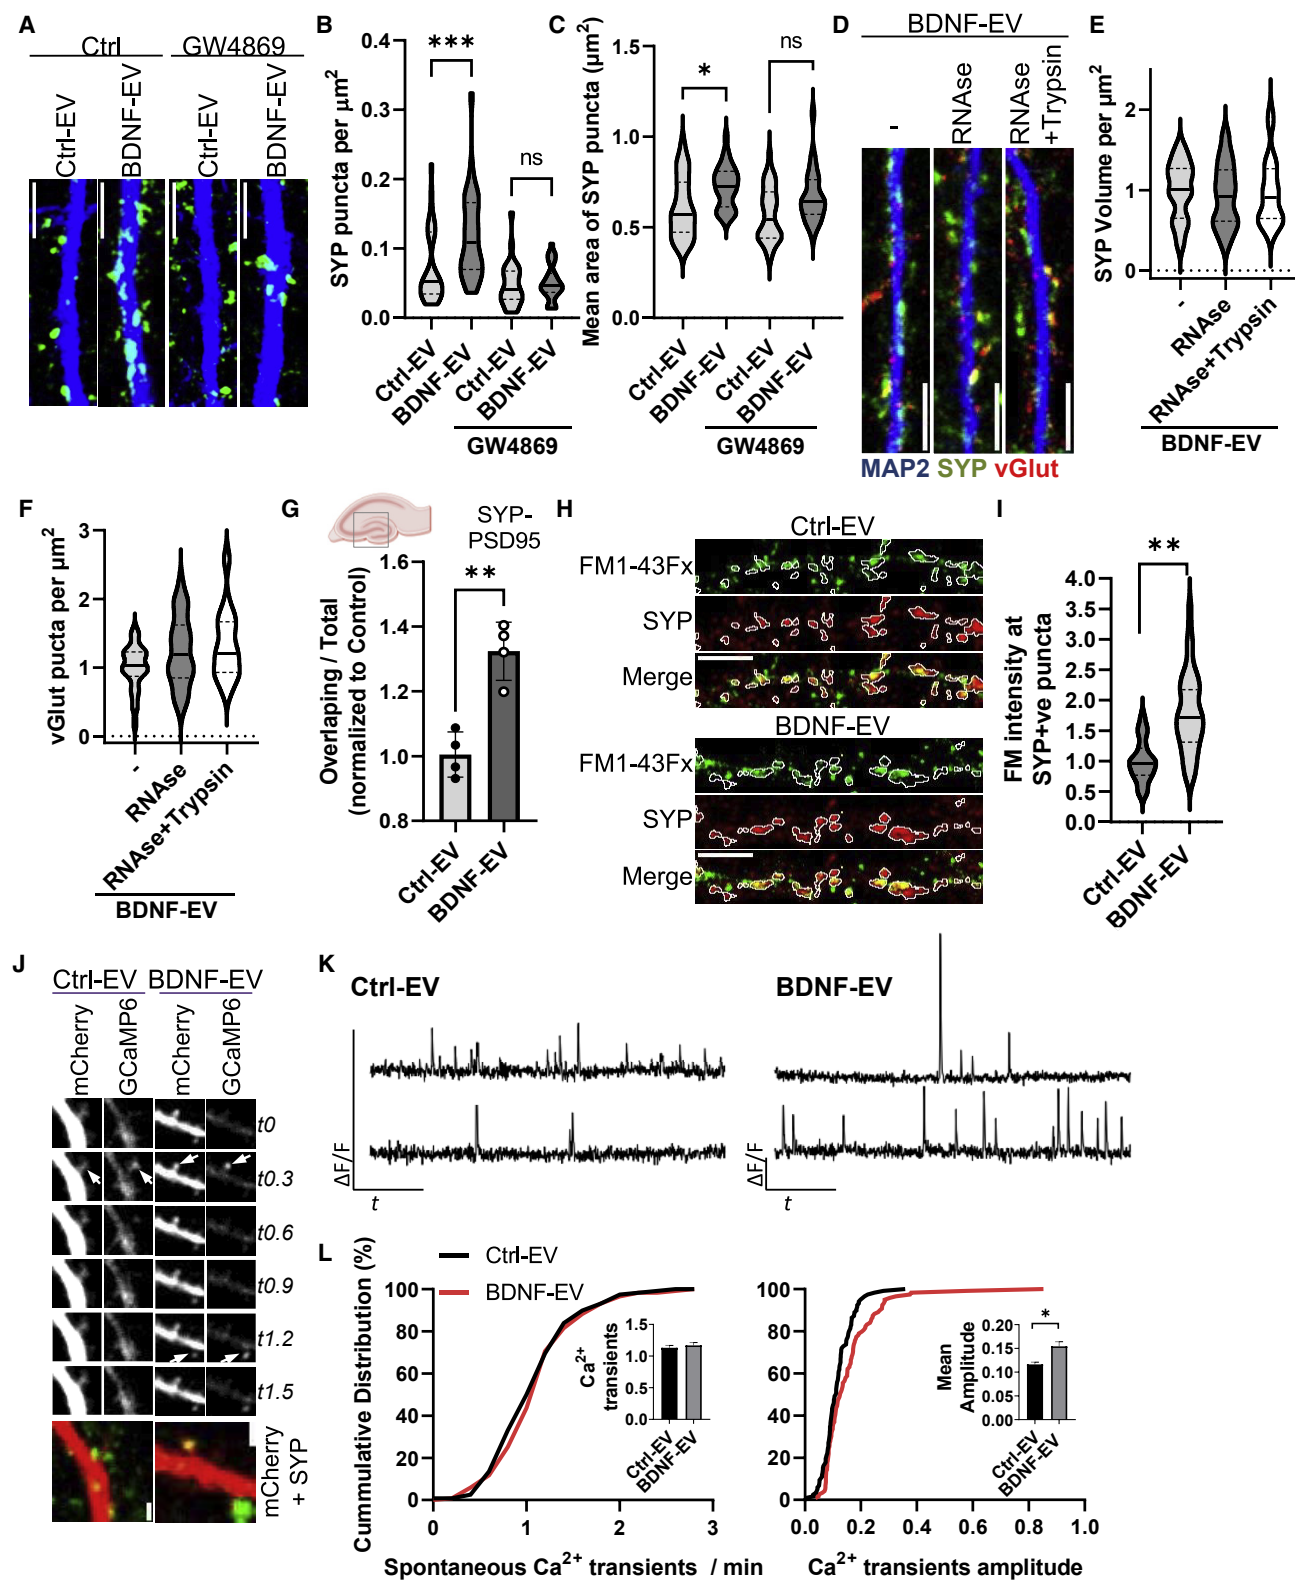 A
Ctrl
GW4869
Ctrl-EV
BDNF-EV
Ctrl-EV
BDNF-EV
B
SYP puncta per μm²
0.4
0.3
0.2
0.1
0.0
***
ns
Ctrl-EV
BDNF-EV
Ctrl-EV
BDNF-EV
GW4869
C
Mean area of SYP puncta (μm²)
1.5
1.0
0.5
0.0
*
ns
Ctrl-EV
BDNF-EV
Ctrl-EV
BDNF-EV
GW4869
D
BDNF-EV
-
RNAse
RNAse
+Trypsin
MAP2 SYP vGlut
E
SYP Volume per μm²
2
1
0
-
RNAse
RNAse+Trypsin
BDNF-EV
F
vGlut pucta per μm²
3
2
1
0
-
RNAse
RNAse+Trypsin
BDNF-EV
G
SYP-
PSD95
Overlaping / Total
(normalized to Control)
1.6
1.4
1.2
1.0
0.8
**
Ctrl-EV
BDNF-EV
H
Ctrl-EV
FM1-43Fx
SYP
Merge
BDNF-EV
FM1-43Fx
SYP
Merge
I
FM intensity at
SYP+ve puncta
4.0
3.5
3.0
2.5
2.0
1.5
1.0
0.5
0.0
**
Ctrl-EV
BDNF-EV
J
Ctrl-EV BDNF-EV
mCherry
GCaMP6
mCherry
GCaMP6
t0
t0.3
t0.6
t0.9
t1.2
t1.5
mCherry
+ SYP
K
Ctrl-EV
ΔF/F
t
BDNF-EV
ΔF/F
t
L
Ctrl-EV
BDNF-EV
Cummulative Distribution (%)
100
80
60
40
20
0
0
1
2
3
Spontaneous Ca²⁺ transients / min
Ca²⁺
transients
1.5
1.0
0.5
0.0
Ctrl-EV
BDNF-EV
100
80
60
40
20
0
0.0
0.2
0.4
0.6
0.8
1.0
Ca²⁺ transients amplitude
Mean
Amplitude
0.20
0.15
0.10
0.05
0.00
*
Ctrl-EV
BDNF-EV